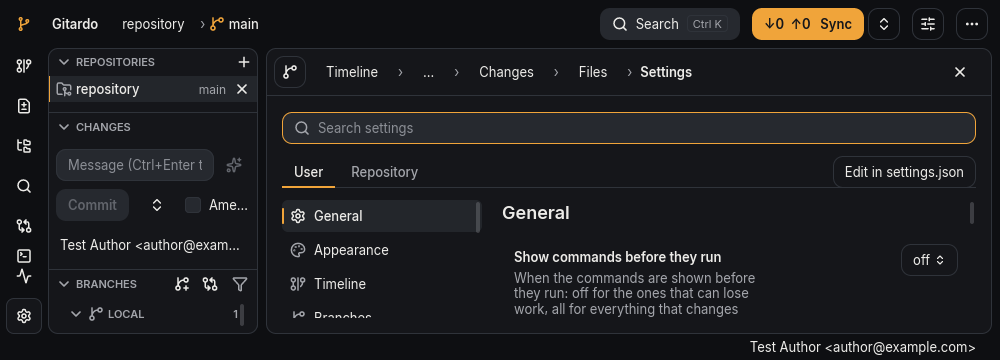 Gitardo repository › main Search Ctrl K ↓0 ↑0 Sync
REPOSITORIES
repository main
CHANGES
Message (Ctrl+Enter t
Commit Ame...
Test Author <author@exam...
BRANCHES
LOCAL 1
Timeline › ... › Changes › Files › Settings
Search settings
User Repository Edit in settings.json
General
Appearance
Timeline
Branches
General
Show commands before they run
When the commands are shown before
they run: off for the ones that can lose
work, all for everything that changes
off
Test Author <author@example.com>